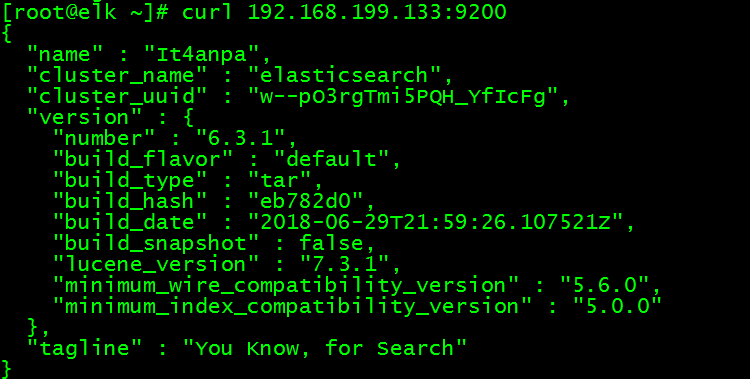 [root@elk ~]# curl 192.168.199.133:9200
{
  "name" : "It4anpa",
  "cluster_name" : "elasticsearch",
  "cluster_uuid" : "w--pO3rgTmi5PQH_YfIcFg",
  "version" : {
    "number" : "6.3.1",
    "build_flavor" : "default",
    "build_type" : "tar",
    "build_hash" : "eb782d0",
    "build_date" : "2018-06-29T21:59:26.107521Z",
    "build_snapshot" : false,
    "lucene_version" : "7.3.1",
    "minimum_wire_compatibility_version" : "5.6.0",
    "minimum_index_compatibility_version" : "5.0.0"
  },
  "tagline" : "You Know, for Search"
}